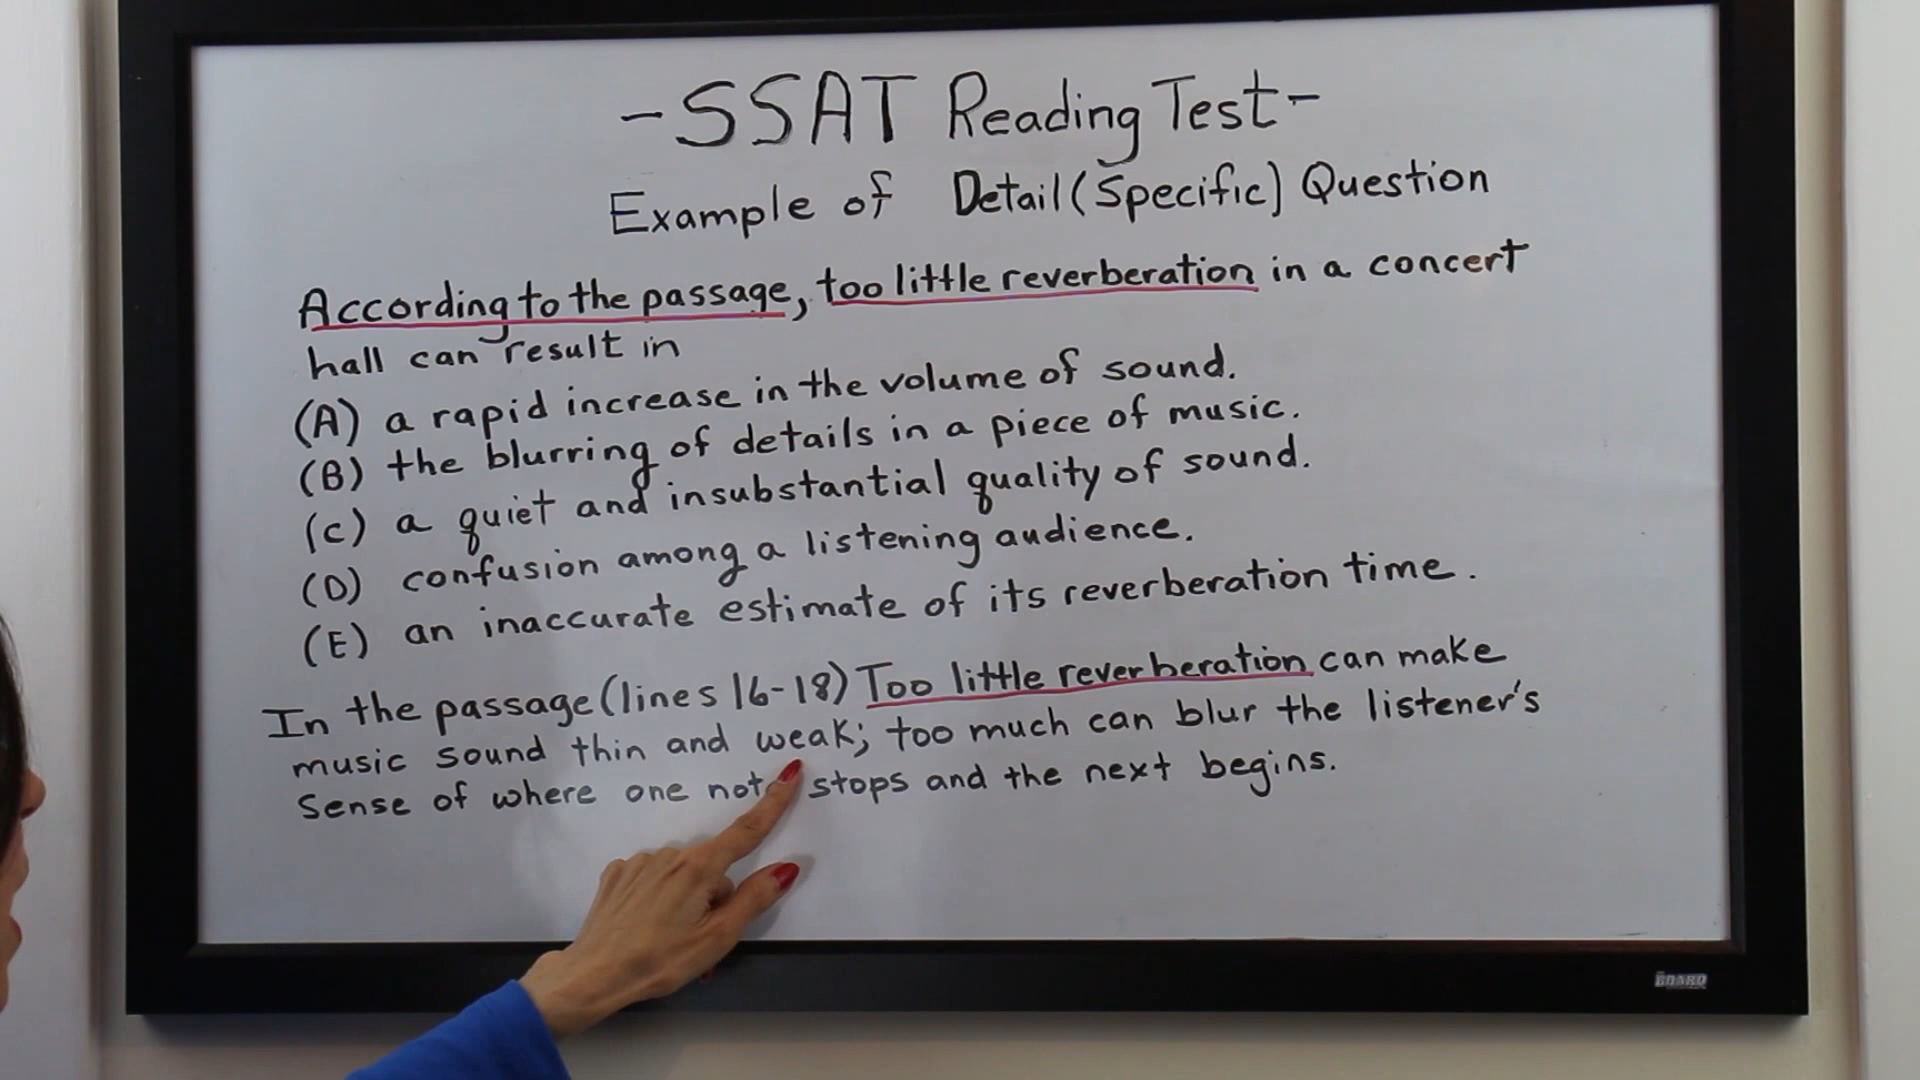 -SSAT Reading Test-
Example of Detail (Specific) Question
According to the passage, too little reverberation in a concert
hall can result in
(A) a rapid increase in the volume of sound.
(B) the blurring of details in a piece of music.
(C) a quiet and insubstantial quality of sound.
(D) confusion among a listening audience.
(E) an inaccurate estimate of its reverberation time.
In the passage (lines 16-18) Too little reverberation can make
music sound thin and weak; too much can blur the listener's
Sense of where one note stops and the next begins.
BOARD